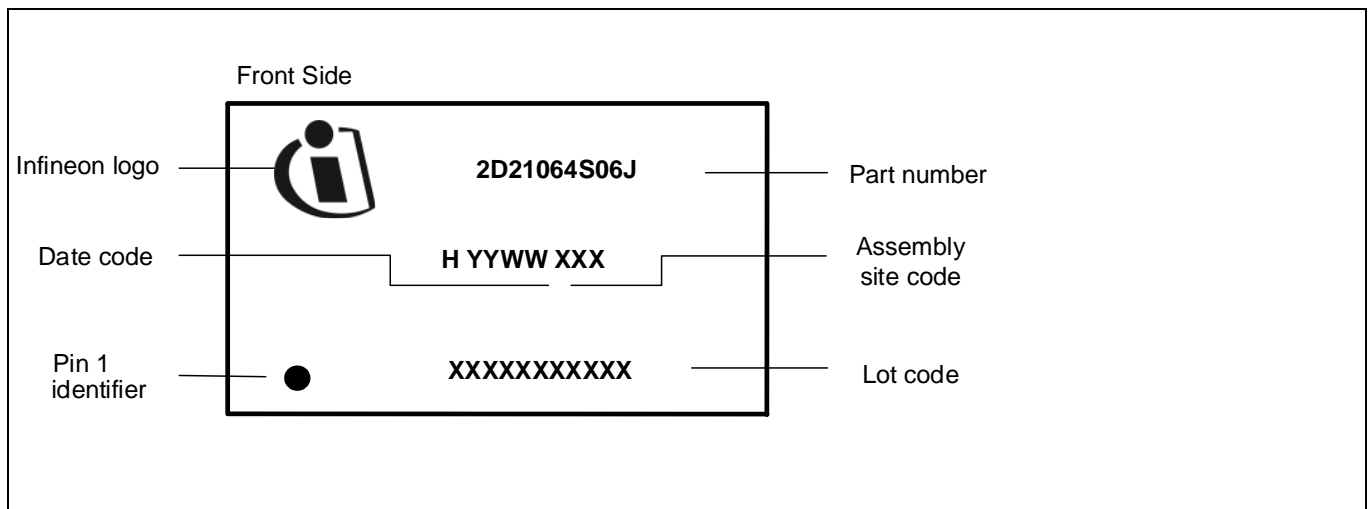 Front Side
Infineon logo
2D21064S06J
Part number
Date code
H YYWW XXX
Assembly
site code
Pin 1
identifier
XXXXXXXXXXX
Lot code